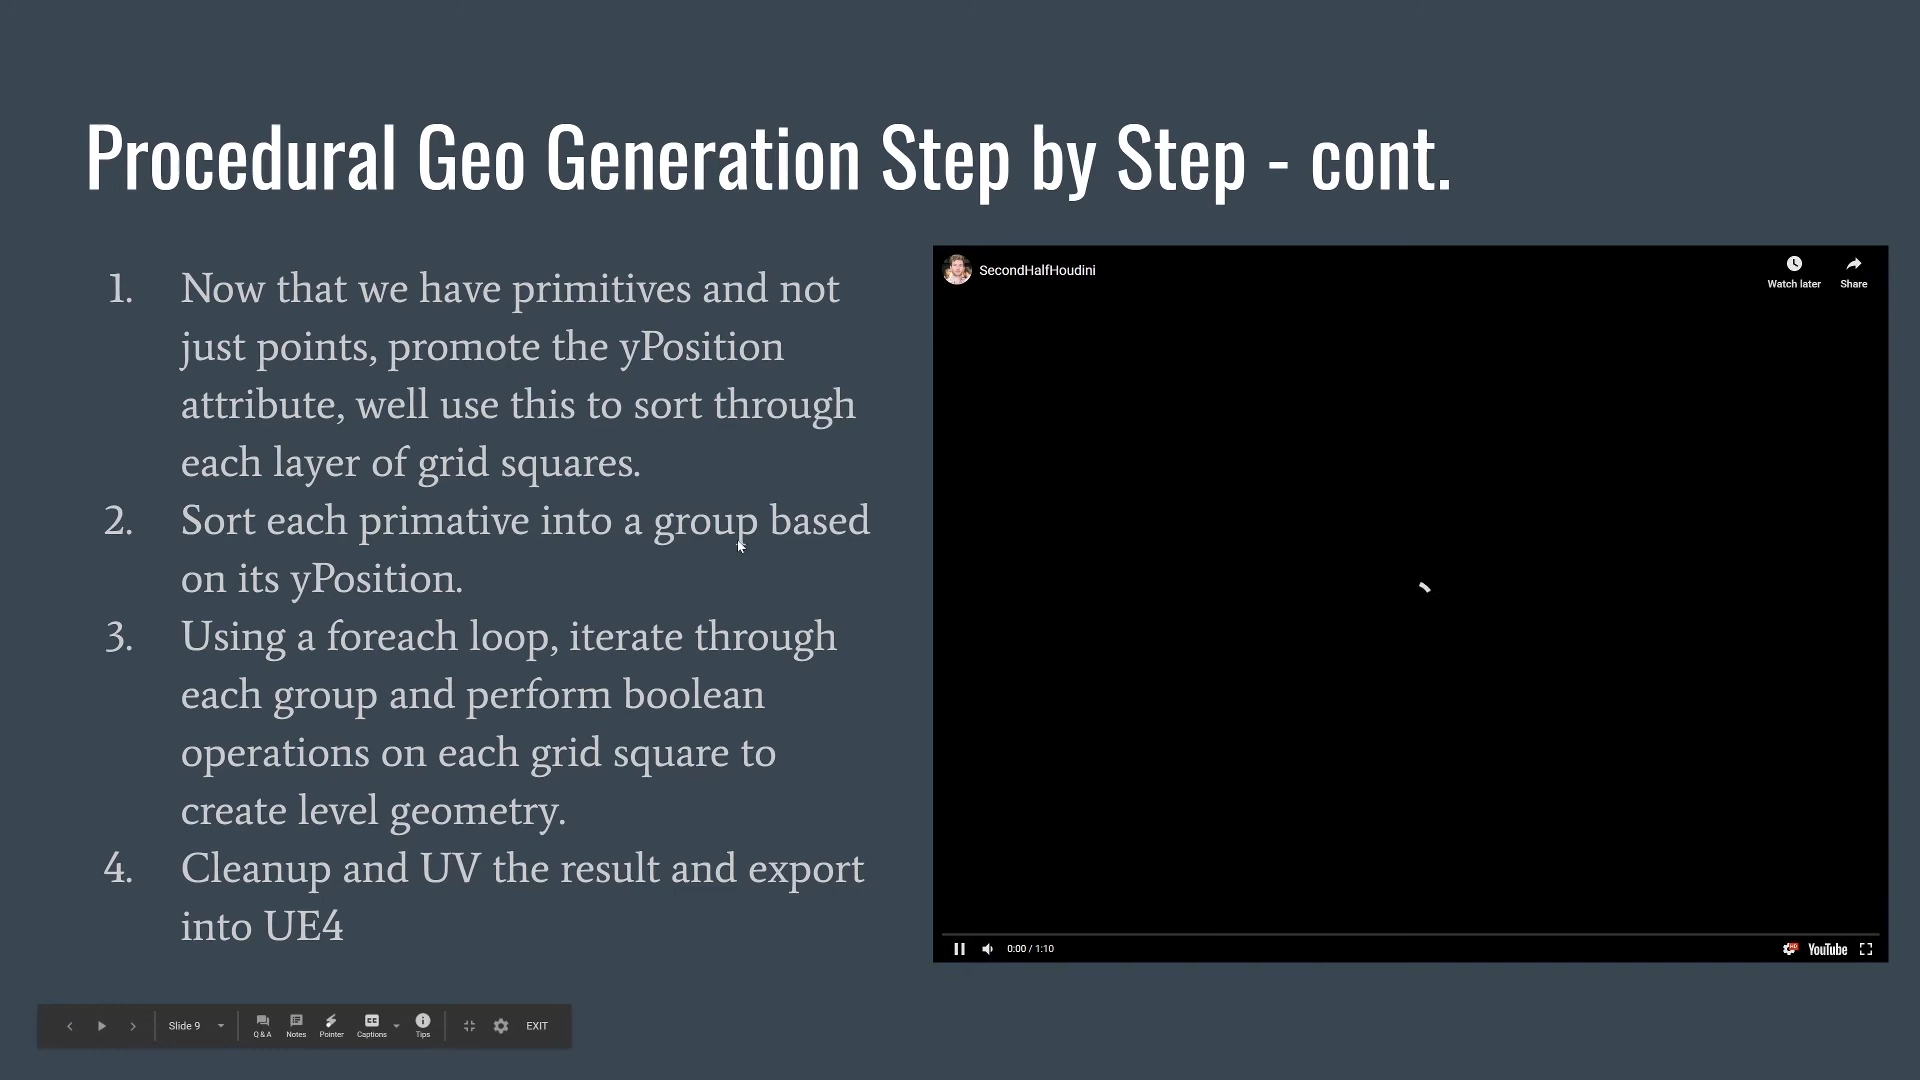 Procedural Geo Generation Step by Step - cont.
1. Now that we have primitives and not
just points, promote the yPosition
attribute, well use this to sort through
each layer of grid squares.
2. Sort each primative into a group based
on its yPosition.
3. Using a foreach loop, iterate through
each group and perform boolean
operations on each grid square to
create level geometry.
4. Cleanup and UV the result and export
into UE4
SecondHalfHoudini
Watch later
Share
0:00 / 1:10
HD
YouTube
Slide 9
Q & A
Notes
Pointer
CC
Captions
Tips
EXIT